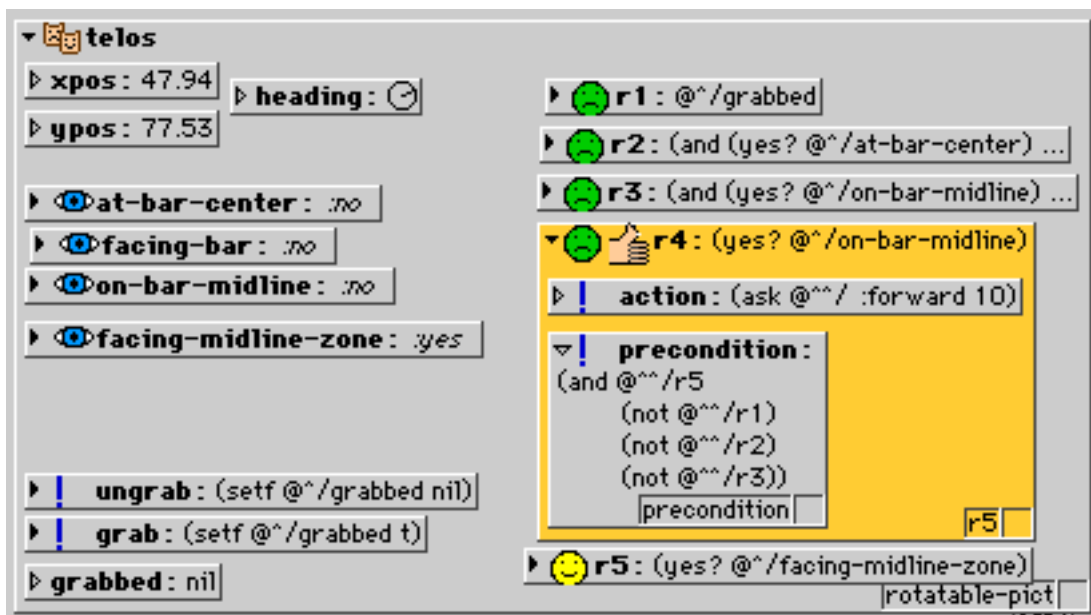 telos
xpos: 47.94
heading:
ypos: 77.53
at-bar-center: :no
facing-bar: :no
on-bar-midline: :no
facing-midline-zone: :yes
ungrab: (setf @^/grabbed nil)
grab: (setf @^/grabbed t)
grabbed: nil
r1: @^/grabbed
r2: (and (yes? @^/at-bar-center) ...
r3: (and (yes? @^/on-bar-midline) ...
r4: (yes? @^/on-bar-midline)
! action: (ask @^^/ :forward 10)
! precondition:
(and @^^/r5
(not @^^/r1)
(not @^^/r2)
(not @^^/r3))
precondition
r5
r5: (yes? @^/facing-midline-zone)
rotatable-pict